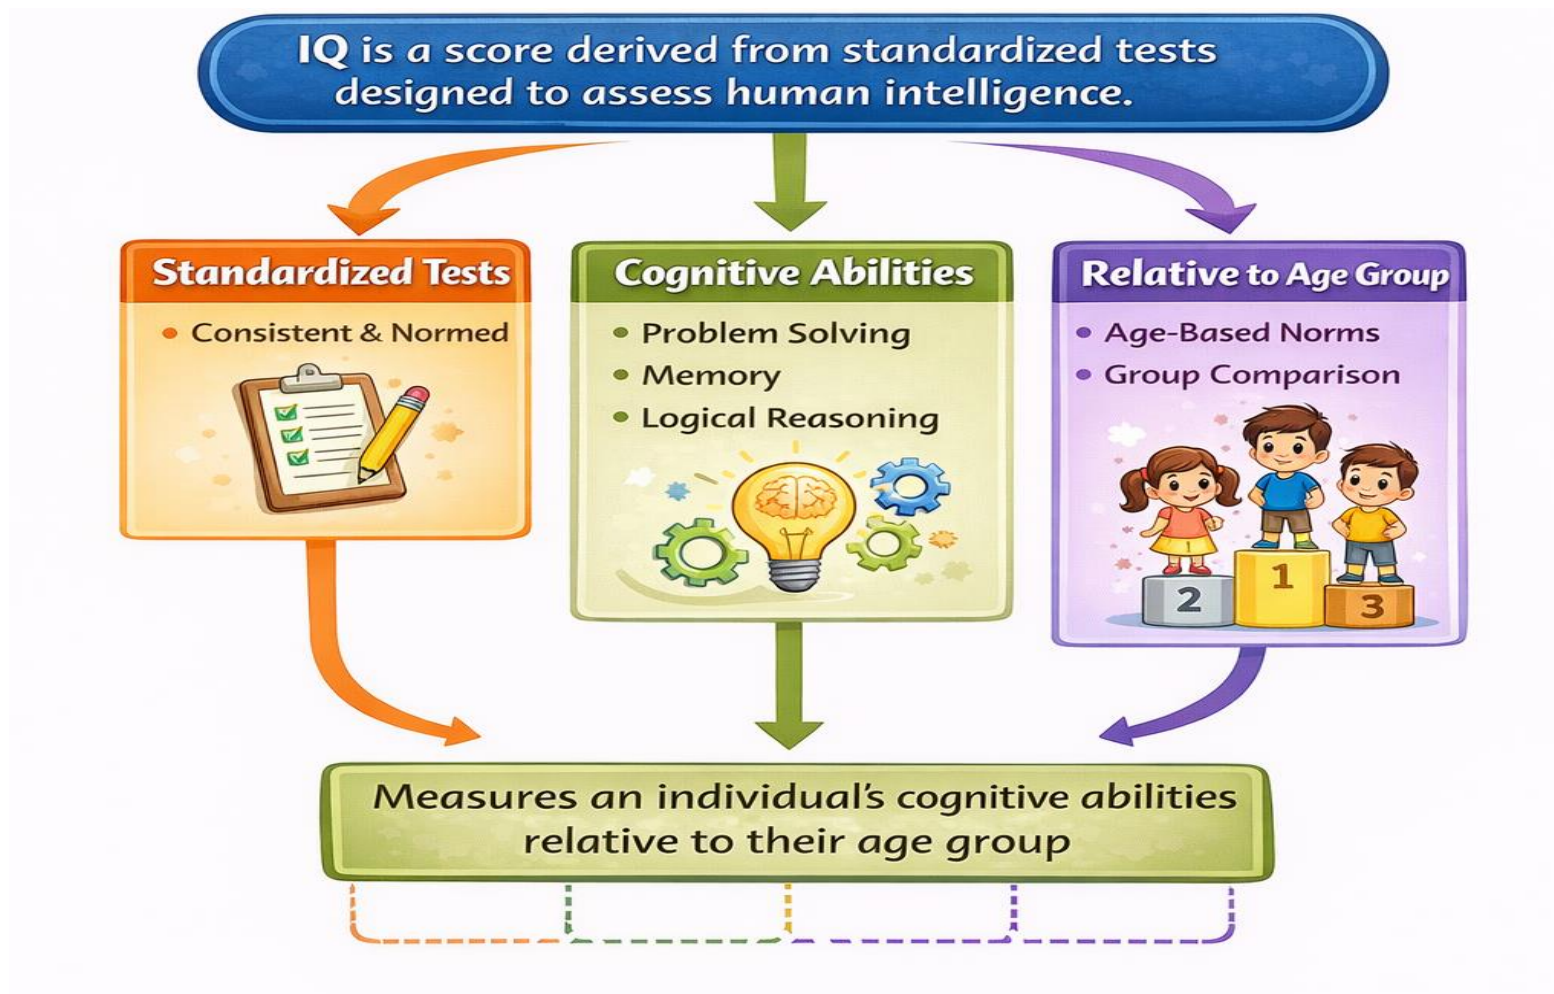 IQ is a score derived from standardized tests
designed to assess human intelligence.
Standardized Tests
• Consistent & Normed
Cognitive Abilities
• Problem Solving
• Memory
• Logical Reasoning
Relative to Age Group
• Age-Based Norms
• Group Comparison
2
1
3
Measures an individual's cognitive abilities
relative to their age group